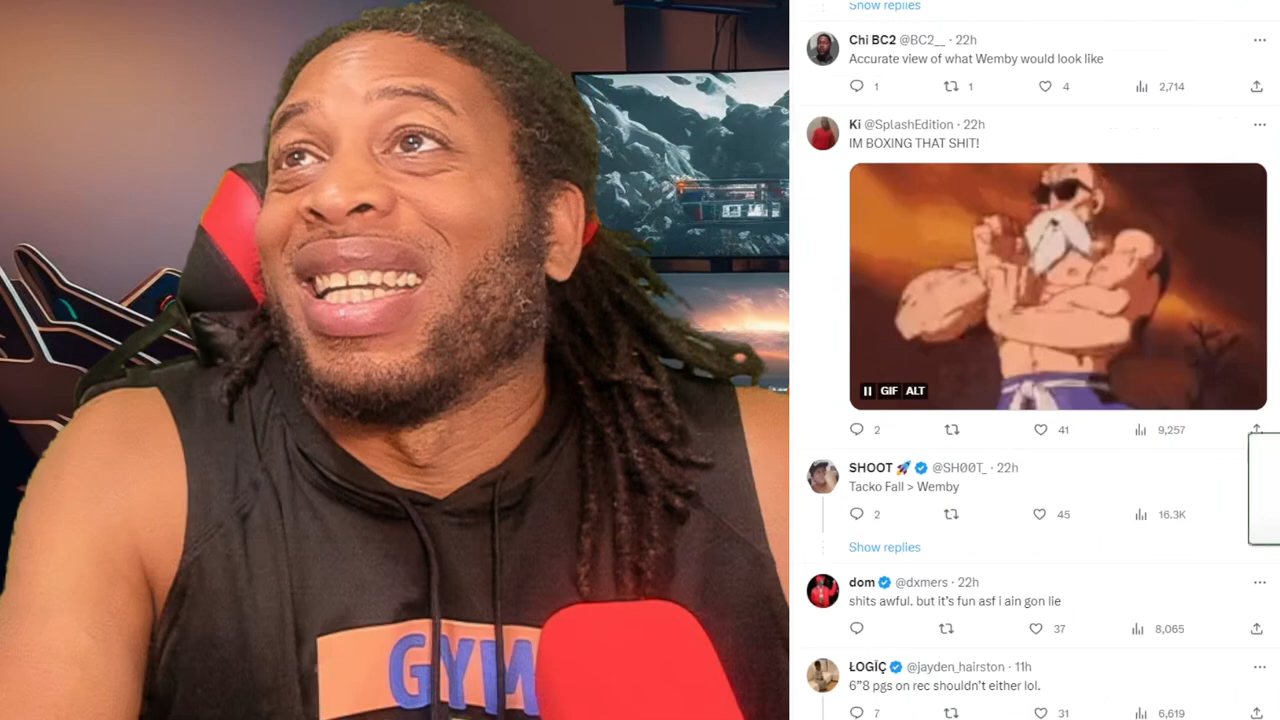 Show replies
Chi BC2 @BC2__ · 22h
Accurate view of what Wemby would look like
1 1 4 2,714
Ki @SplashEdition · 22h
IM BOXING THAT SHIT!
GIF ALT
2 41 9,257
SHOOT 🚀 @SH00T_ · 22h
Tacko Fall > Wemby
2 45 16.3K
Show replies
dom @dxmers · 22h
shits awful. but it's fun asf i ain gon lie
37 8,065
ŁOGĪÇ @jayden_hairston · 11h
6"8 pgs on rec shouldn't either lol.
7 31 6,619
GYM